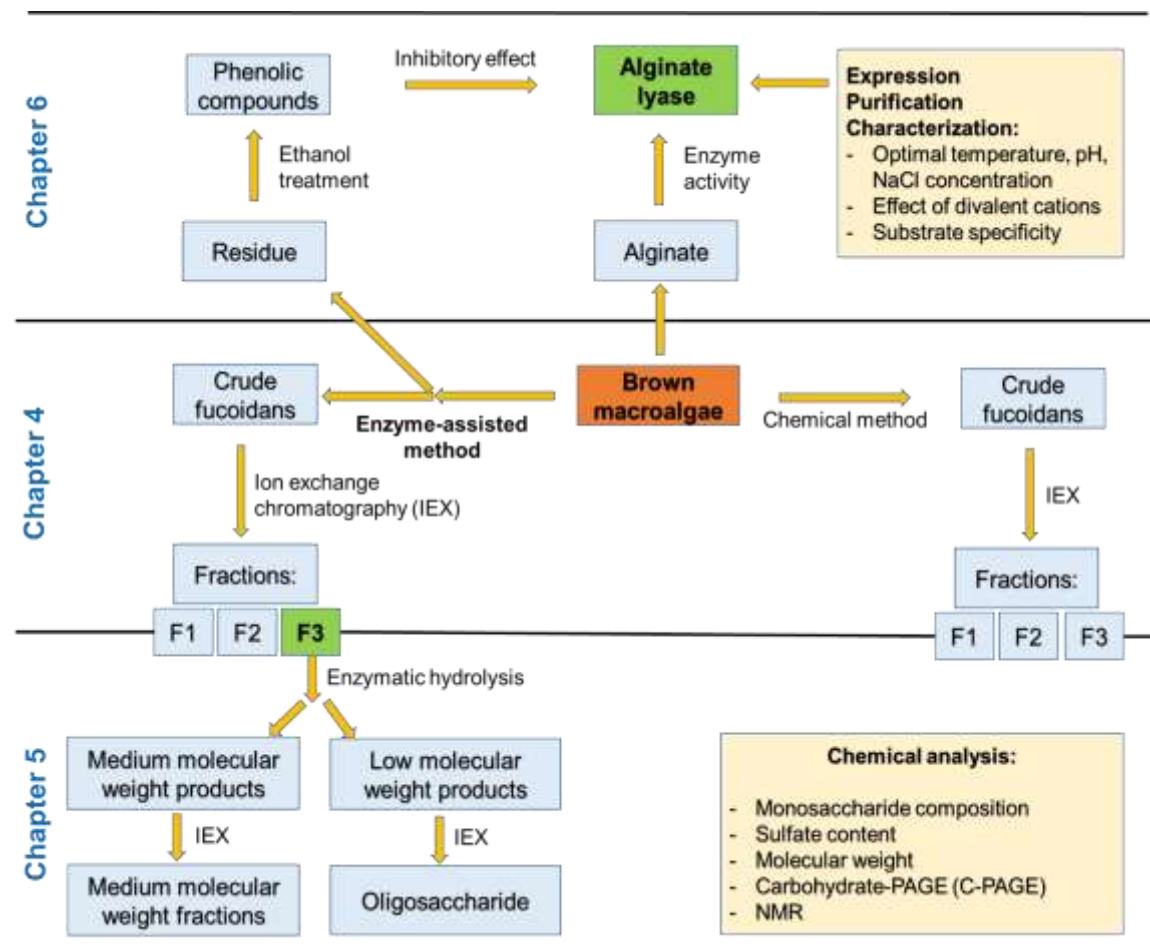 Chapter 6
Phenolic
compounds
Inhibitory effect
Alginate
lyase
Expression
Purification
Characterization:
- Optimal temperature, pH,
NaCl concentration
- Effect of divalent cations
- Substrate specificity
Ethanol
treatment
Enzyme
activity
Residue
Alginate
Chapter 4
Crude
fucoidans
Enzyme-assisted
method
Brown
macroalgae
Chemical method
Crude
fucoidans
Ion exchange
chromatography (IEX)
IEX
Fractions:
F1
F2
F3
Fractions:
F1
F2
F3
Chapter 5
Enzymatic hydrolysis
Medium molecular
weight products
Low molecular
weight products
IEX
IEX
Medium molecular
weight fractions
Oligosaccharide
Chemical analysis:
- Monosaccharide composition
- Sulfate content
- Molecular weight
- Carbohydrate-PAGE (C-PAGE)
- NMR